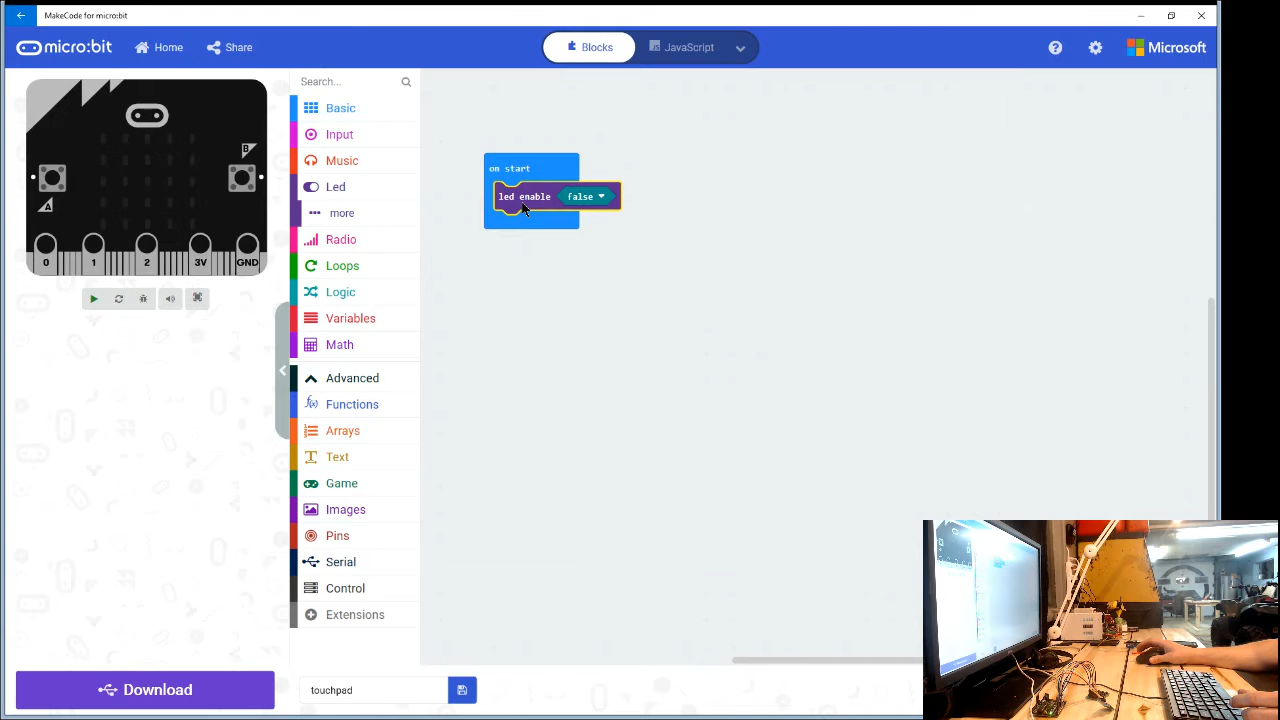 MakeCode for micro:bit
micro:bit
Home
Share
Blocks
JavaScript
Microsoft
B
A
0 1 2 3V GND
Search...
Basic
Input
Music
Led
more
Radio
Loops
Logic
Variables
Math
Advanced
Functions
Arrays
Text
Game
Images
Pins
Serial
Control
Extensions
on start
led enable false
Download
touchpad